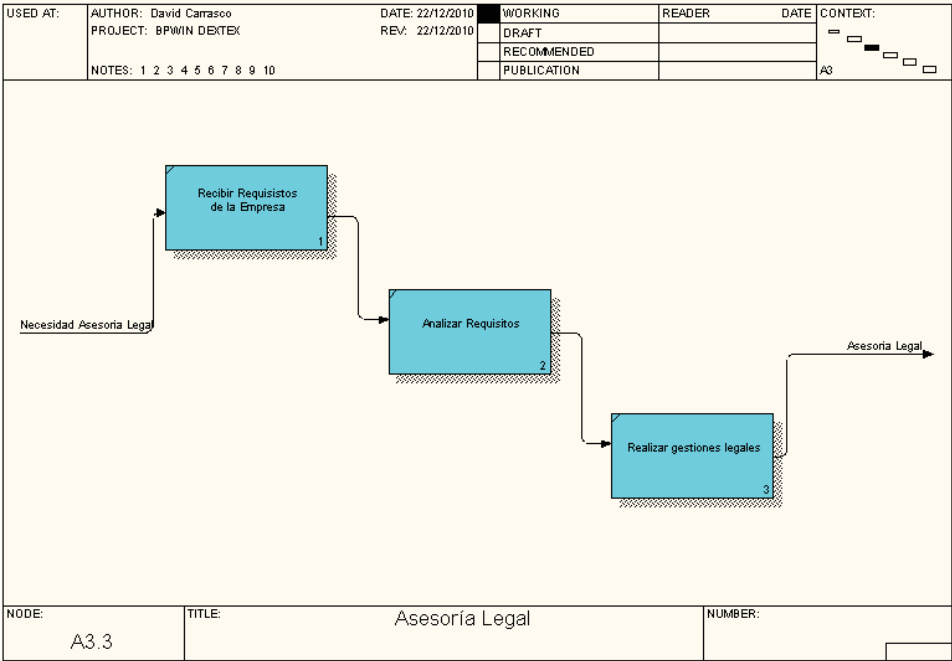 USED AT:
AUTHOR: David Carrasco
DATE: 22/12/2010
PROJECT: BPWIN DEXTEX
REV: 22/12/2010
NOTES: 1 2 3 4 5 6 7 8 9 10
WORKING
DRAFT
RECOMMENDED
PUBLICATION
READER
DATE
CONTEXT:
A3
Recibir Requisistos
de la Empresa
1
Necesidad Asesoria Legal
Analizar Requisitos
2
Asesoria Legal
Realizar gestiones legales
3
NODE:
A3.3
TITLE:
Asesoría Legal
NUMBER: